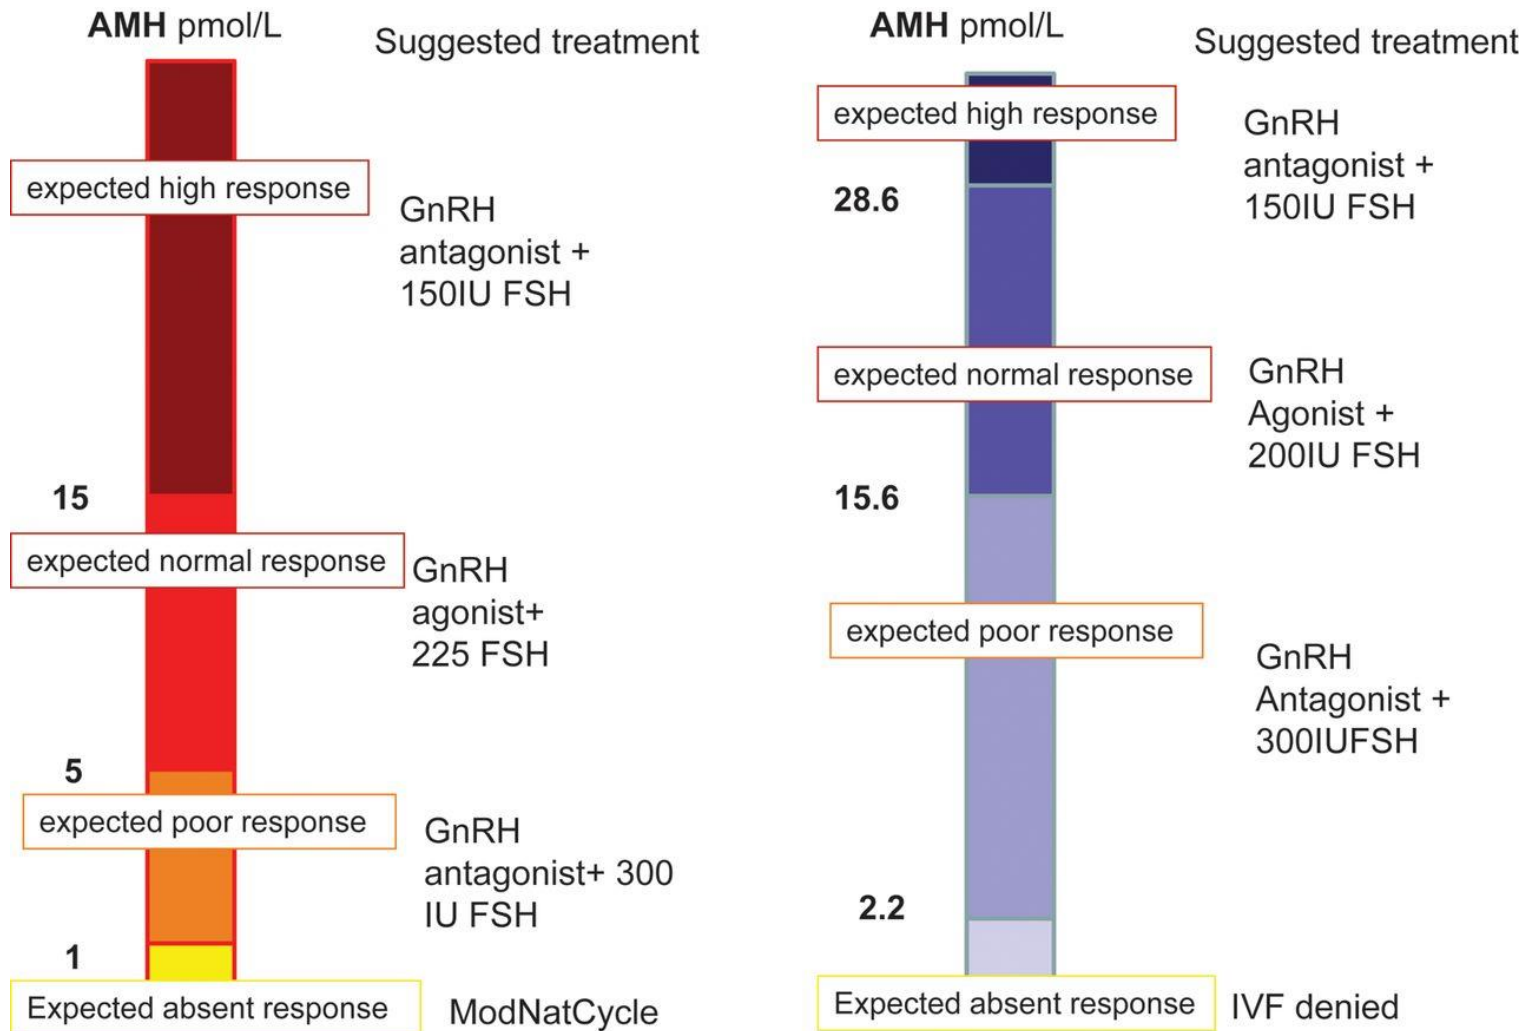 AMH pmol/L
Suggested treatment
expected high response
GnRH
antagonist +
150IU FSH
15
expected normal response
GnRH
agonist+
225 FSH
5
expected poor response
GnRH
antagonist+ 300
IU FSH
1
Expected absent response
ModNatCycle
AMH pmol/L
Suggested treatment
expected high response
GnRH
antagonist +
150IU FSH
28.6
expected normal response
GnRH
Agonist +
200IU FSH
15.6
expected poor response
GnRH
Antagonist +
300IUFSH
2.2
Expected absent response
IVF denied